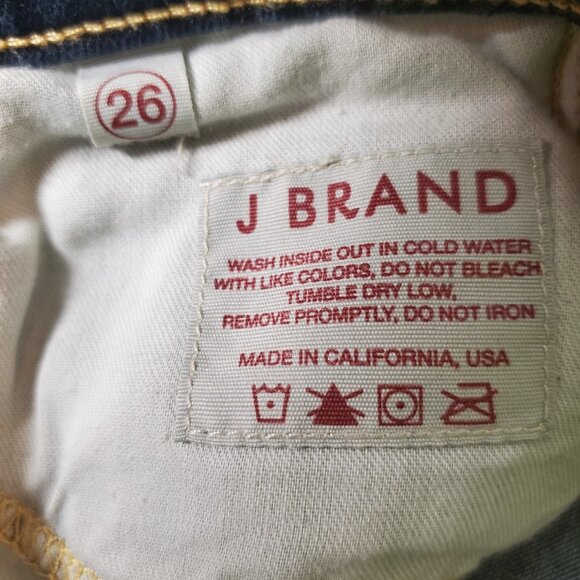 26
J BRAND
WASH INSIDE OUT IN COLD WATER
WITH LIKE COLORS, DO NOT BLEACH
TUMBLE DRY LOW,
REMOVE PROMPTLY, DO NOT IRON
MADE IN CALIFORNIA, USA